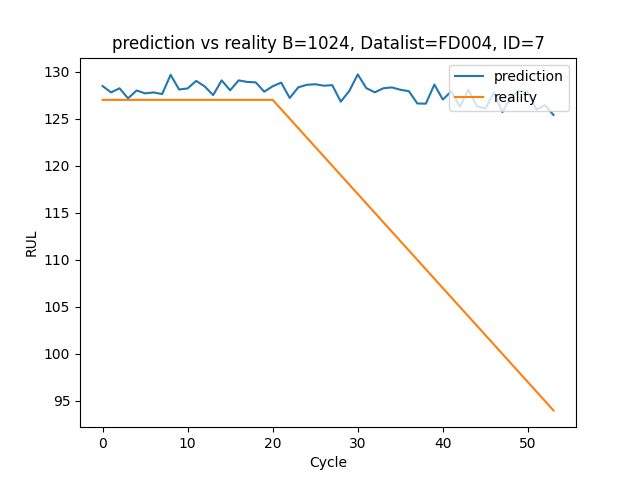 prediction vs reality B=1024, Datalist=FD004, ID=7
prediction
reality
130
125
120
115
110
105
100
95
RUL
0 10 20 30 40 50
Cycle